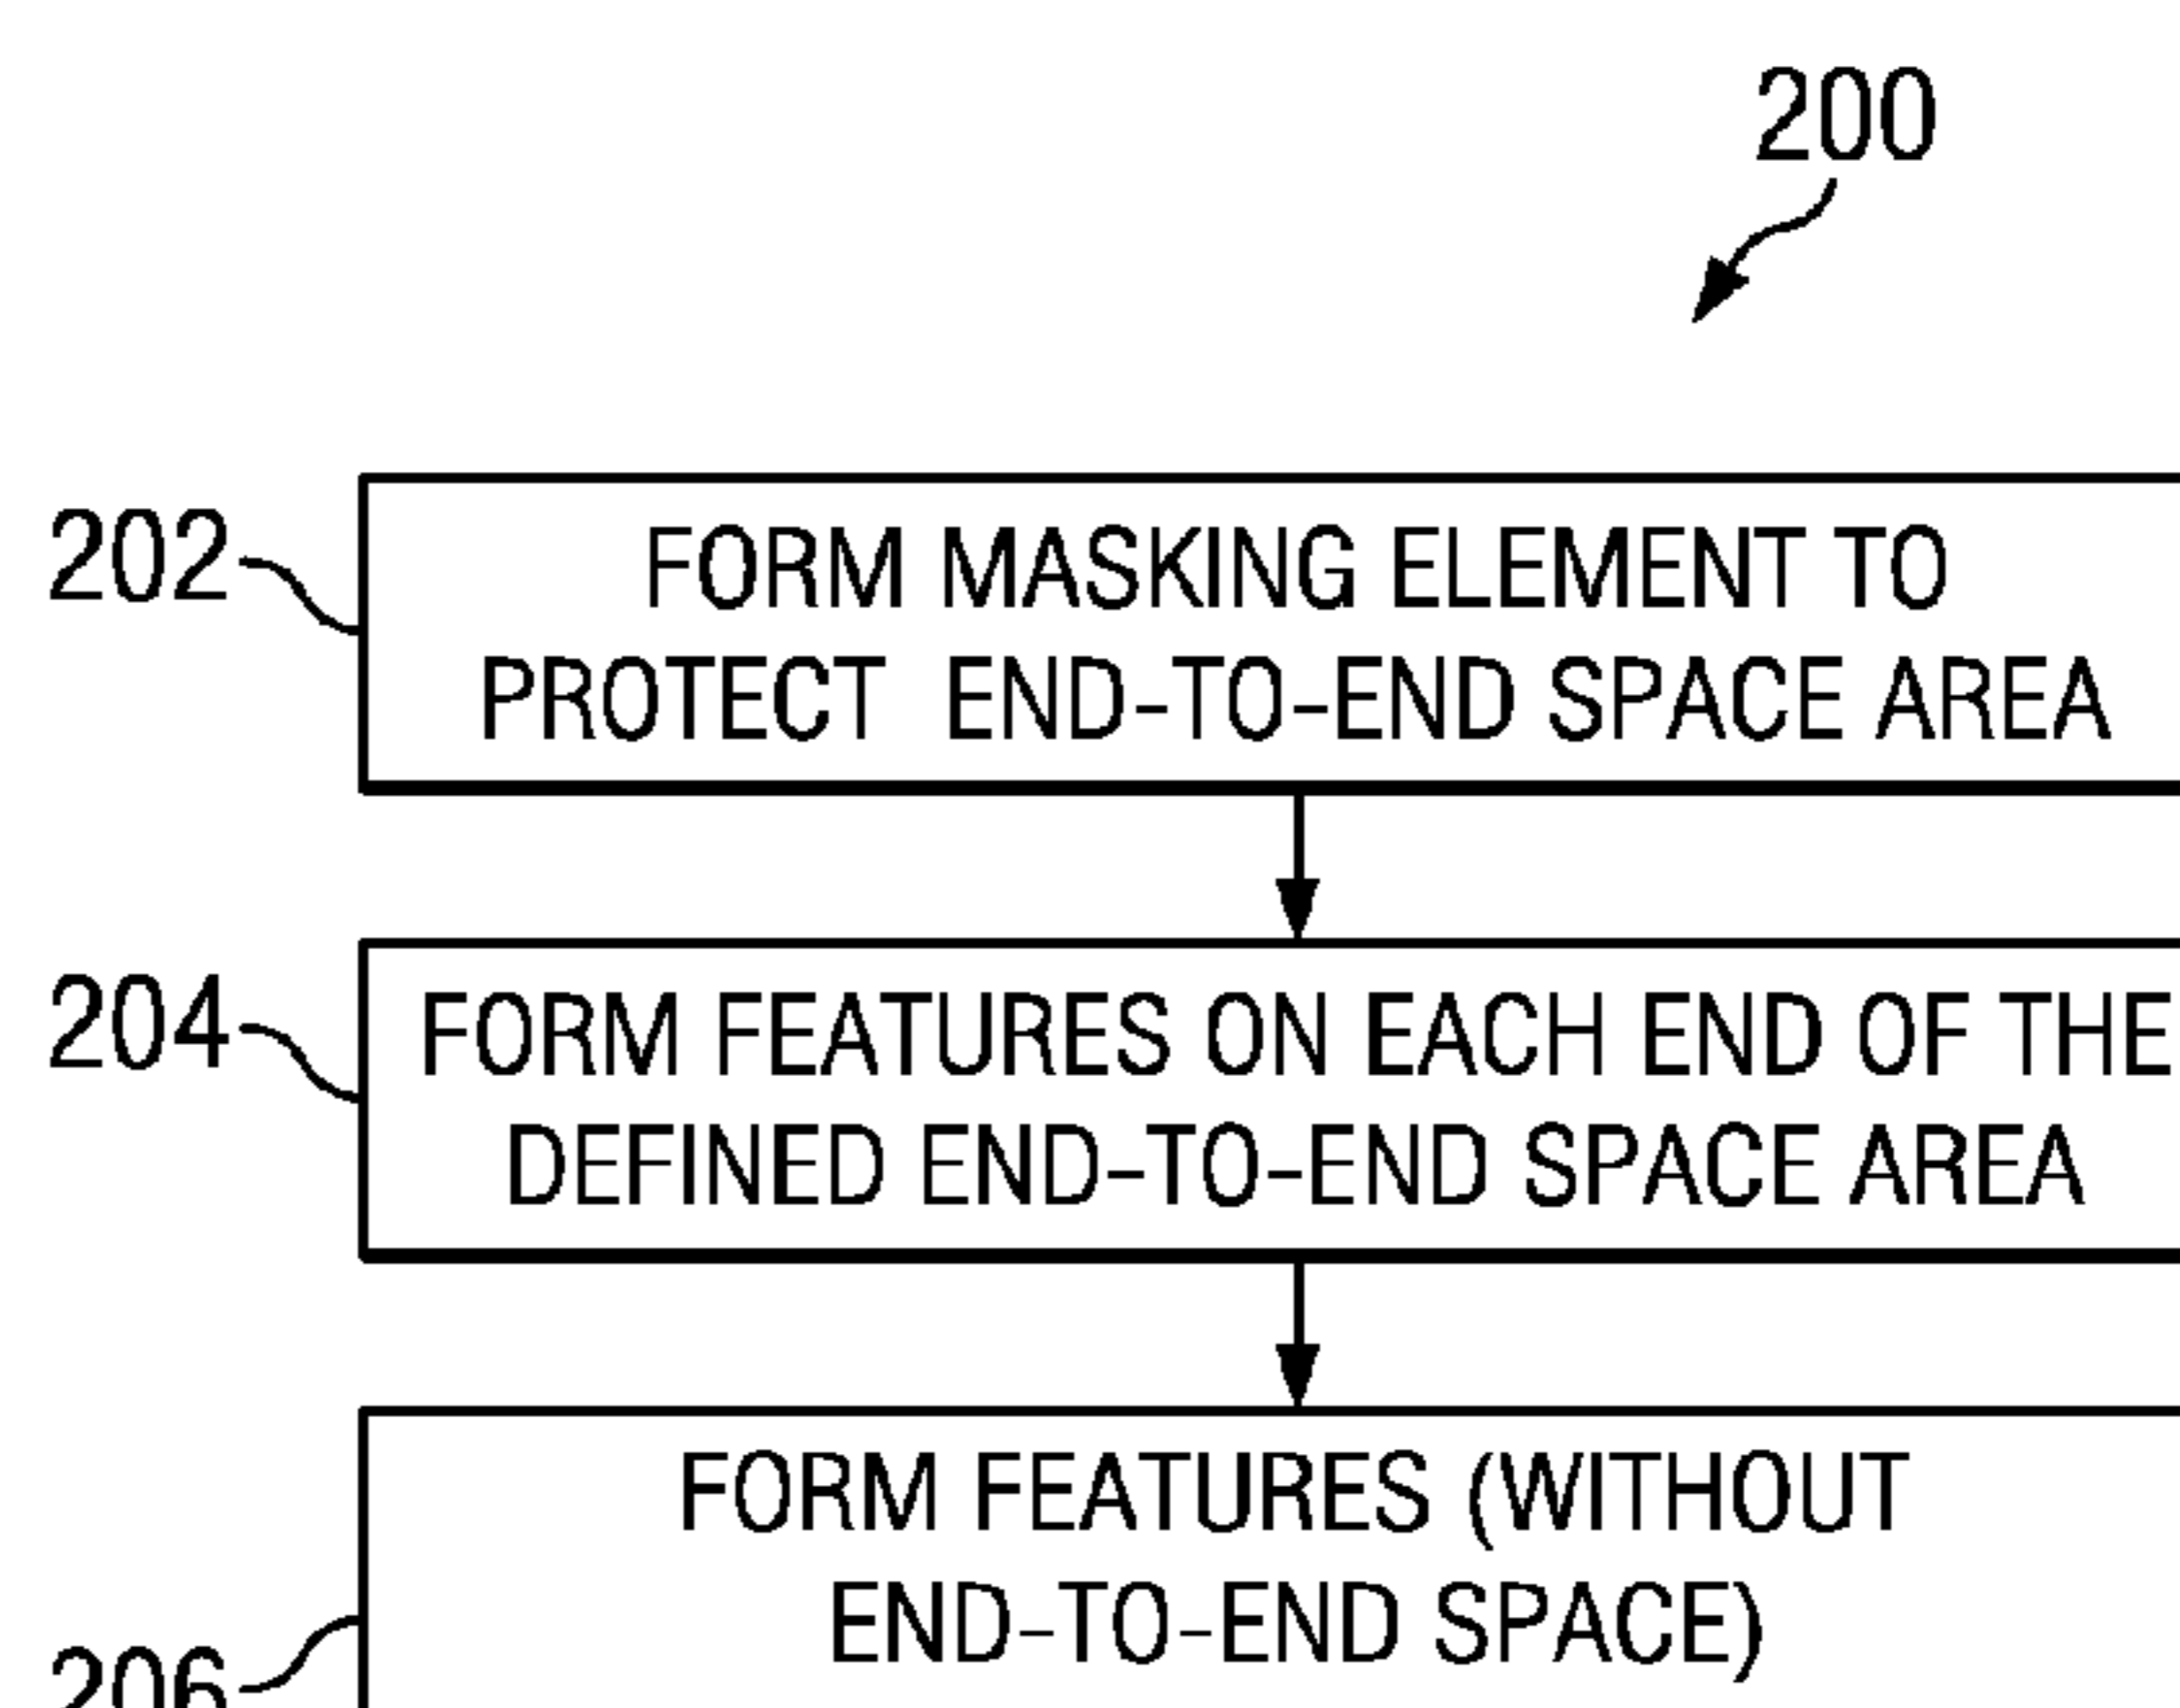 200
202
FORM MASKING ELEMENT TO
PROTECT END-TO-END SPACE AREA
204
FORM FEATURES ON EACH END OF THE
DEFINED END-TO-END SPACE AREA
FORM FEATURES (WITHOUT
END-TO-END SPACE)
206